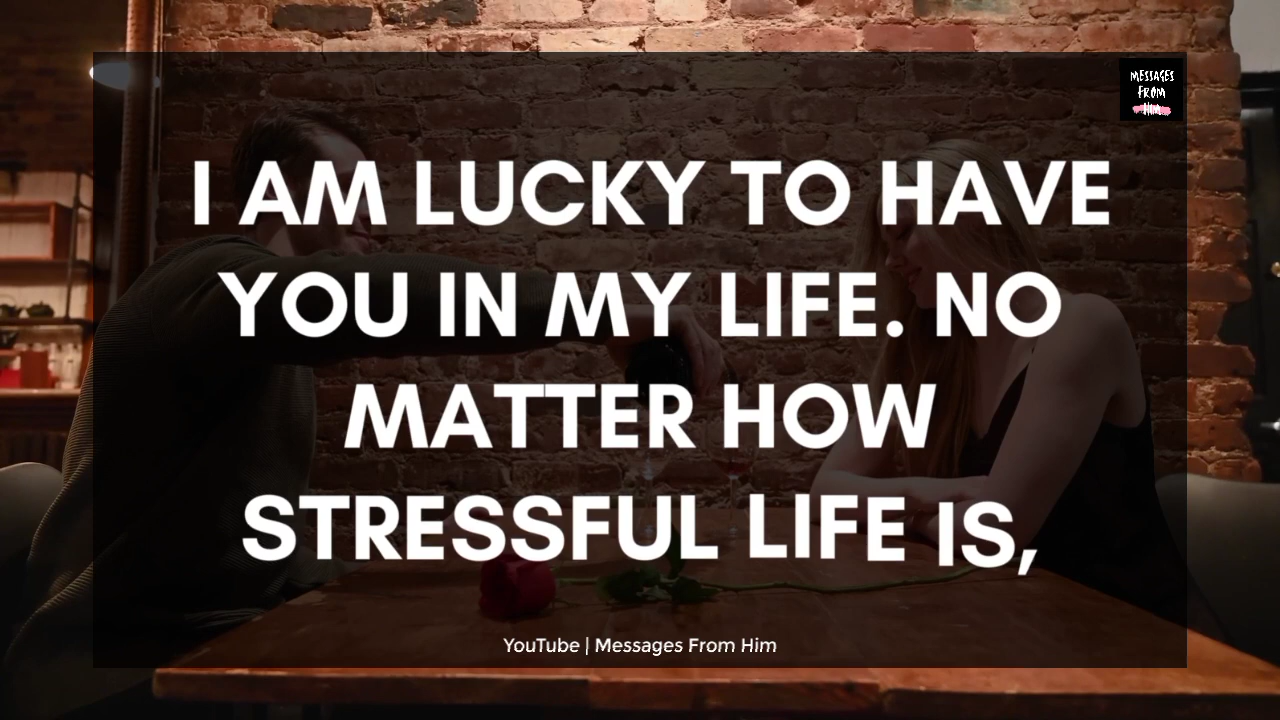 MESSAGES
FROM
HIM
I AM LUCKY TO HAVE
YOU IN MY LIFE. NO
MATTER HOW
STRESSFUL LIFE IS,
YouTube | Messages From Him